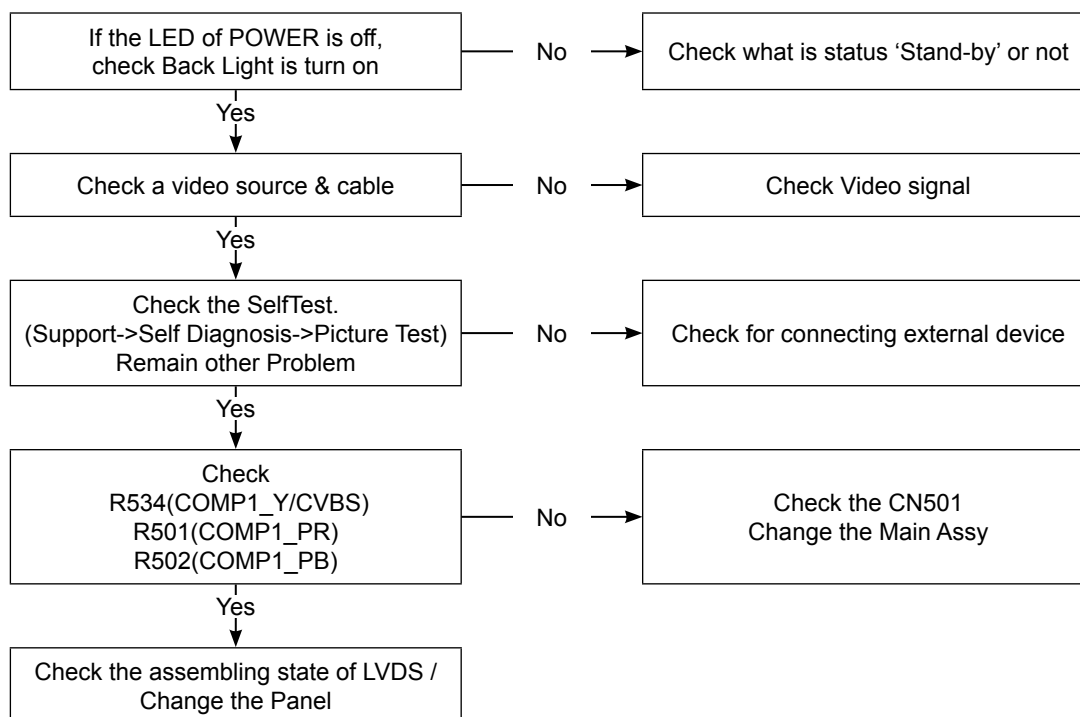 If the LED of POWER is off,
check Back Light is turn on
No
Check what is status ‘Stand-by’ or not
Yes
Check a video source & cable
No
Check Video signal
Yes
Check the SelfTest.
(Support->Self Diagnosis->Picture Test)
Remain other Problem
No
Check for connecting external device
Yes
Check
R534(COMP1_Y/CVBS)
R501(COMP1_PR)
R502(COMP1_PB)
No
Check the CN501
Change the Main Assy
Yes
Check the assembling state of LVDS /
Change the Panel